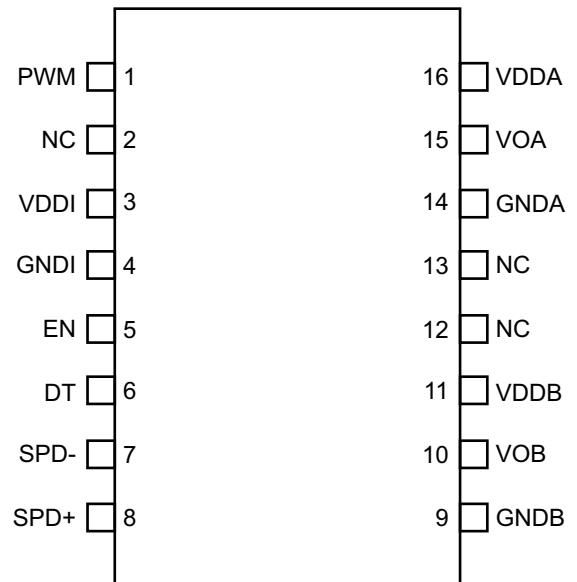 PWM 1 16 VDDA
NC 2 15 VOA
VDDI 3 14 GNDA
GNDI 4 13 NC
EN 5 12 NC
DT 6 11 VDDB
SPD- 7 10 VOB
SPD+ 8 9 GNDB